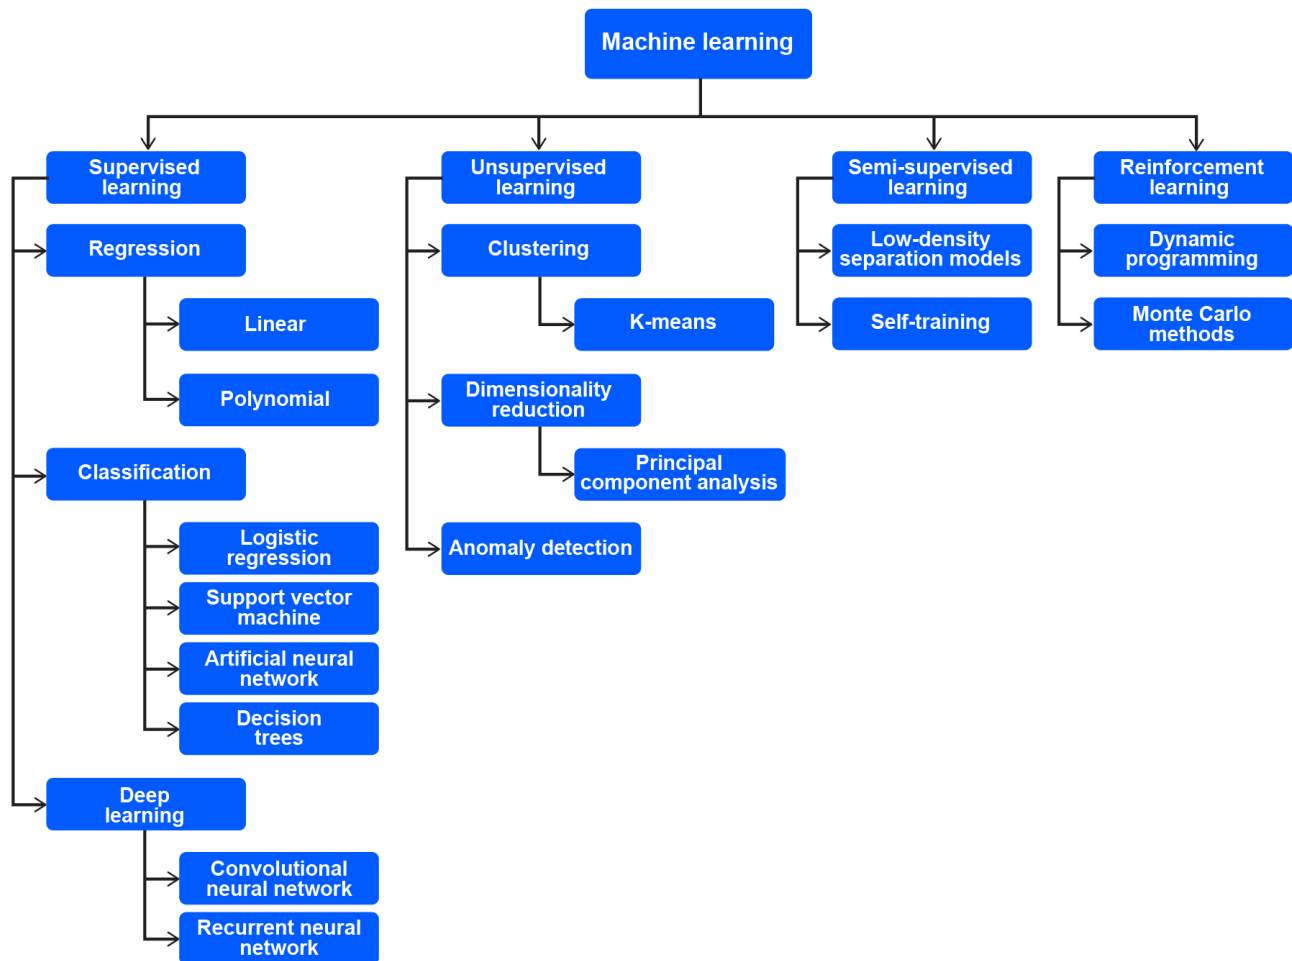 Machine learning
Supervised
learning
Regression
Linear
Polynomial
Classification
Logistic
regression
Support vector
machine
Artificial neural
network
Decision
trees
Deep
learning
Convolutional
neural network
Recurrent neural
network
Unsupervised
learning
Clustering
K-means
Dimensionality
reduction
Principal
component analysis
Anomaly detection
Semi-supervised
learning
Low-density
separation models
Self-training
Reinforcement
learning
Dynamic
programming
Monte Carlo
methods